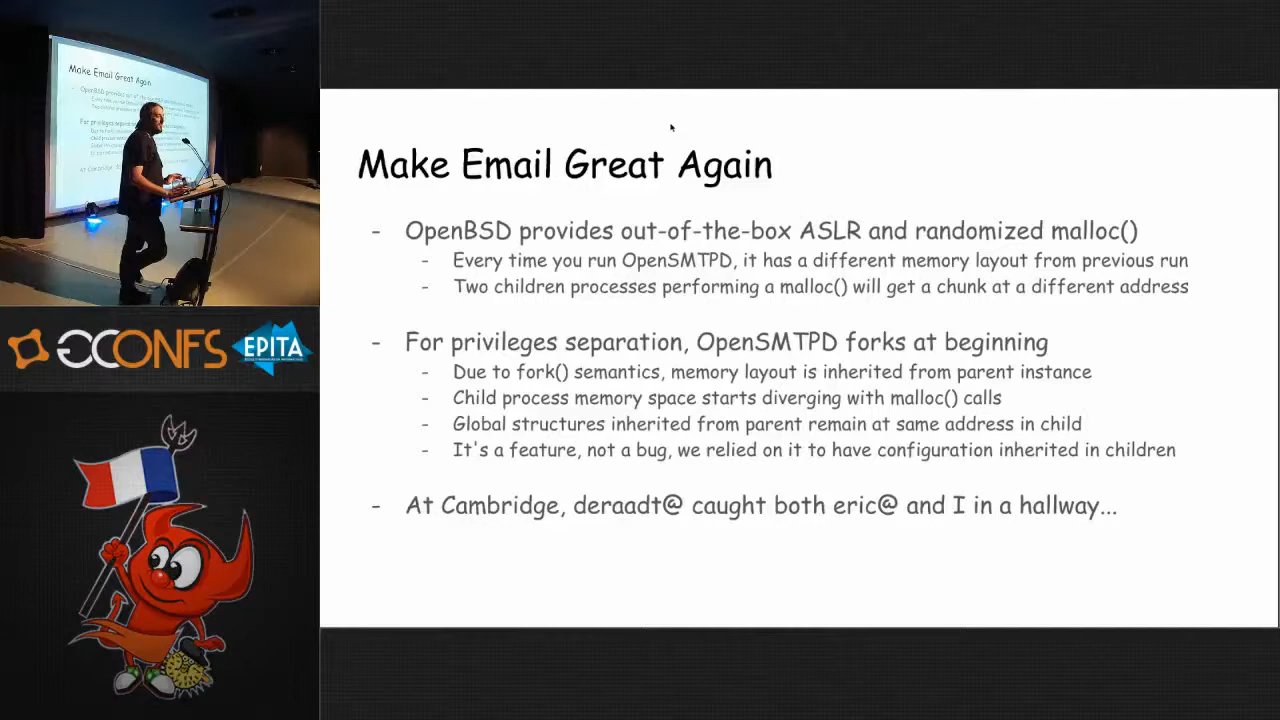 Make Email Great Again
- OpenBSD provides out-of-the-box ASLR and randomized malloc()
- Every time you run OpenSMTPD, it has a different memory layout from previous run
- Two children processes performing a malloc() will get a chunk at a different address
- For privileges separation, OpenSMTPD forks at beginning
- Due to fork() semantics, memory layout is inherited from parent instance
- Child process memory space starts diverging with malloc() calls
- Global structures inherited from parent remain at same address in child
- It's a feature, not a bug, we relied on it to have configuration inherited in children
- At Cambridge, deraadt@ caught both eric@ and I in a hallway...
Make Email Great Again
GCONFS
EPITA